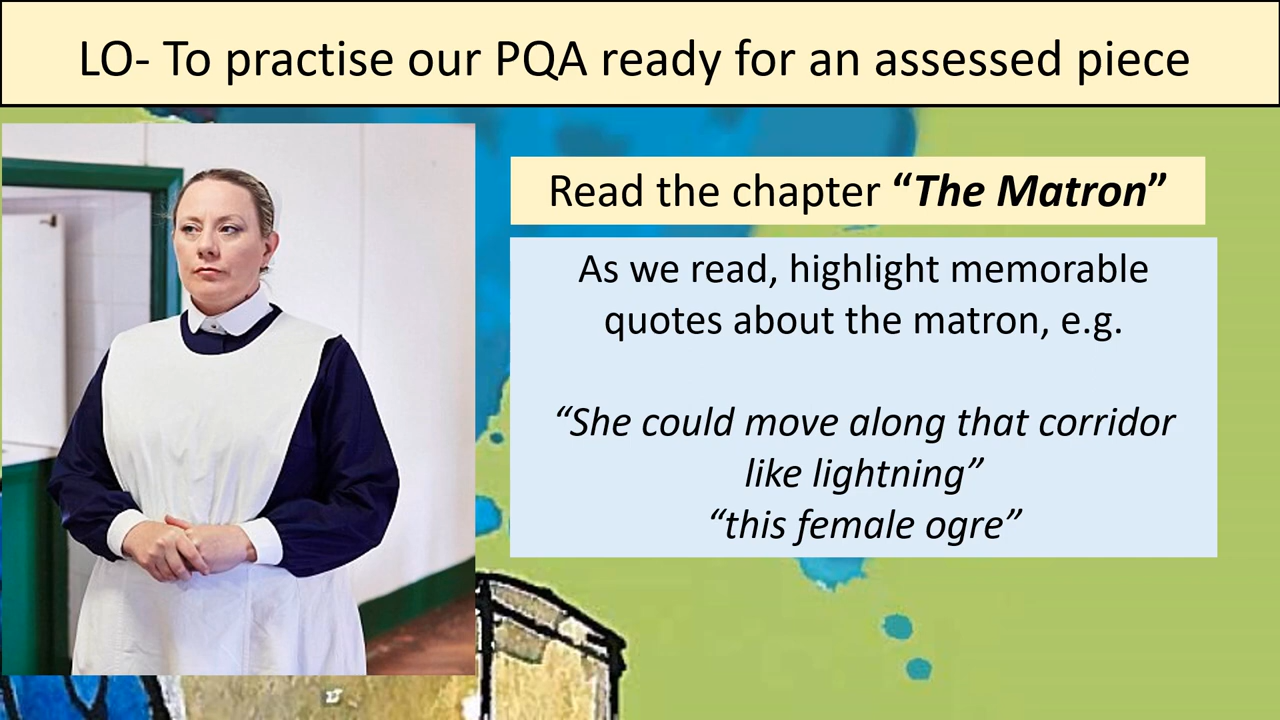 LO- To practise our PQA ready for an assessed piece
Read the chapter “The Matron”
As we read, highlight memorable
quotes about the matron, e.g.
“She could move along that corridor
like lightning”
“this female ogre”